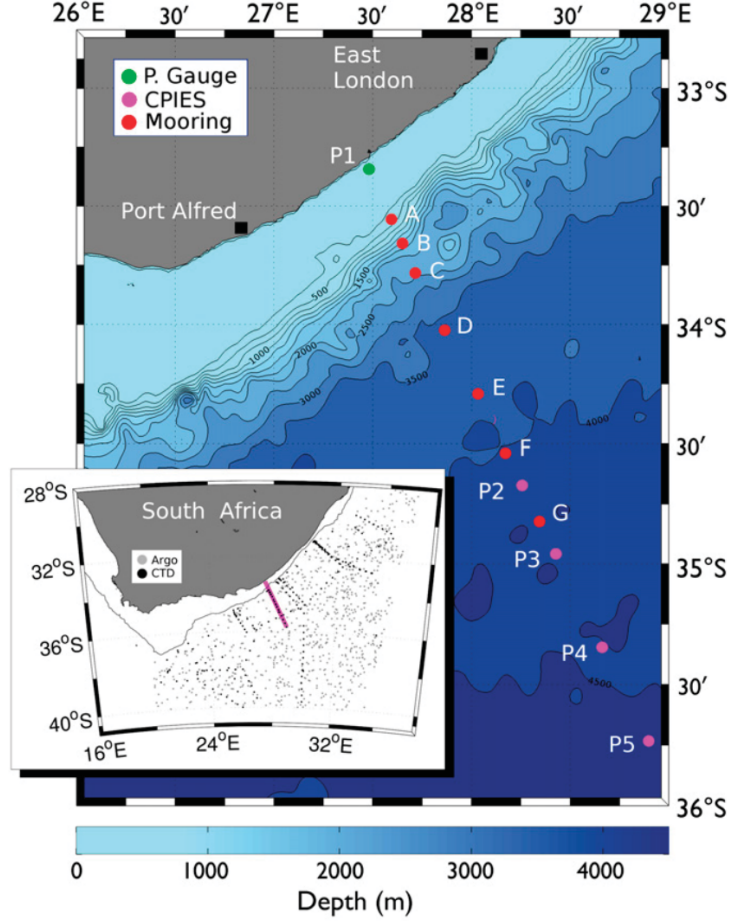 26°E 30′ 27°E 30′ 28°E 30′ 29°E
East
London
P. Gauge
CPIES
Mooring
33°S
P1
Port Alfred
30′
A
B
C
500
1500
2500
D
34°S
1000
2000
3000
3500
E
4000
F
30′
P2
G
P3
35°S
P4
4500
30′
P5
36°S
28°S
South Africa
Argo
CTD
32°S
36°S
40°S
16°E 24°E 32°E
0 1000 2000 3000 4000
Depth (m)